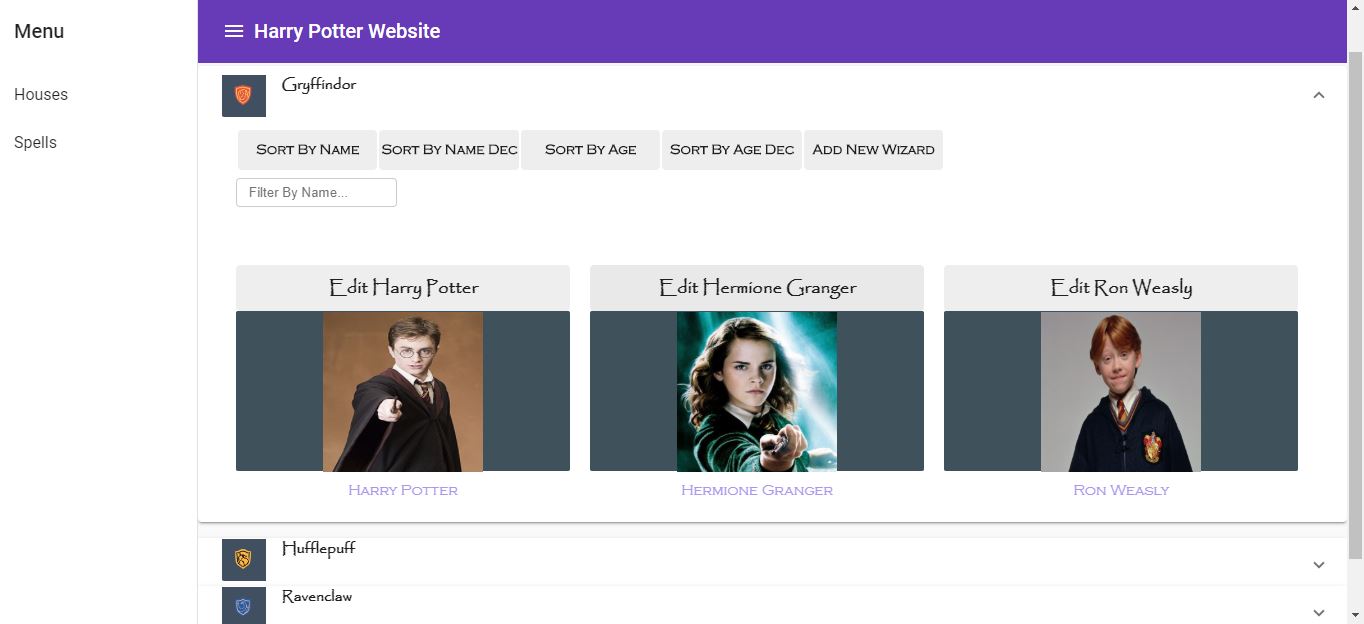 Menu
Houses
Spells
Harry Potter Website
Gryffindor
Sort By Name
Sort By Name Dec
Sort By Age
Sort By Age Dec
Add New Wizard
Filter By Name...
Edit Harry Potter
Edit Hermione Granger
Edit Ron Weasly
Harry Potter
Hermione Granger
Ron Weasly
Hufflepuff
Ravenclaw